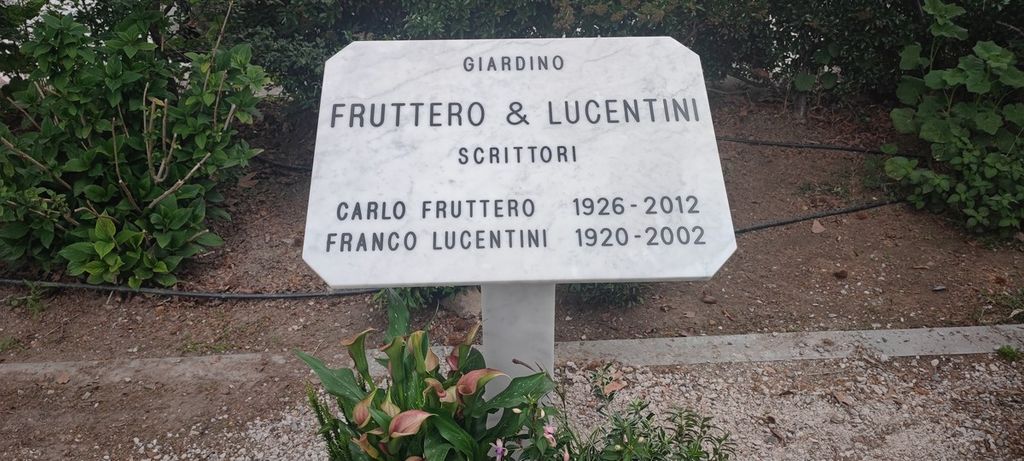 GIARDINO
FRUTTERO & LUCENTINI
SCRITTORI
CARLO FRUTTERO 1926-2012
FRANCO LUCENTINI 1920-2002